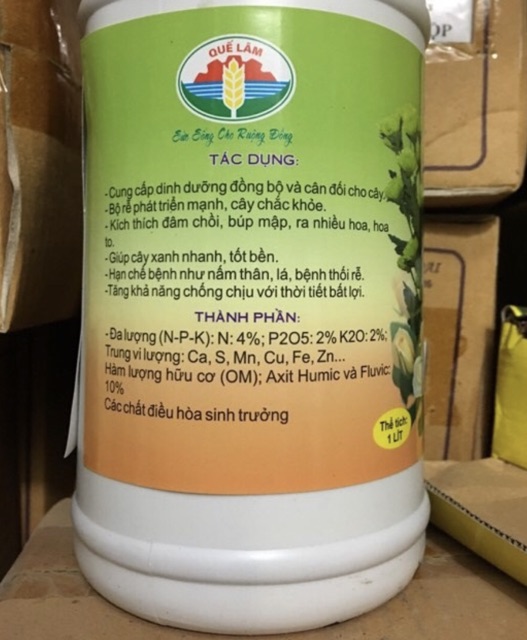 QUẾ LÂM
Sức Sống Cho Ruộng Đồng
TÁC DỤNG:
-Cung cấp dinh dưỡng đồng bộ và cân đối cho cây.
-Bộ rễ phát triển mạnh, cây chắc khỏe.
-Kích thích đâm chồi, búp mập, ra nhiều hoa, hoa
to.
-Giúp cây xanh nhanh, tốt bền.
-Hạn chế bệnh như nấm thân, lá, bệnh thối rễ.
-Tăng khả năng chống chịu với thời tiết bất lợi.
THÀNH PHẦN:
-Đa lượng (N-P-K): N: 4%; P2O5: 2% K2O: 2%;
Trung vi lượng: Ca, S, Mn, Cu, Fe, Zn...
Hàm lượng hữu cơ (OM); Axit Humic và Fluvic:
10%
Các chất điều hòa sinh trưởng
Thể tích:
1 LÍT